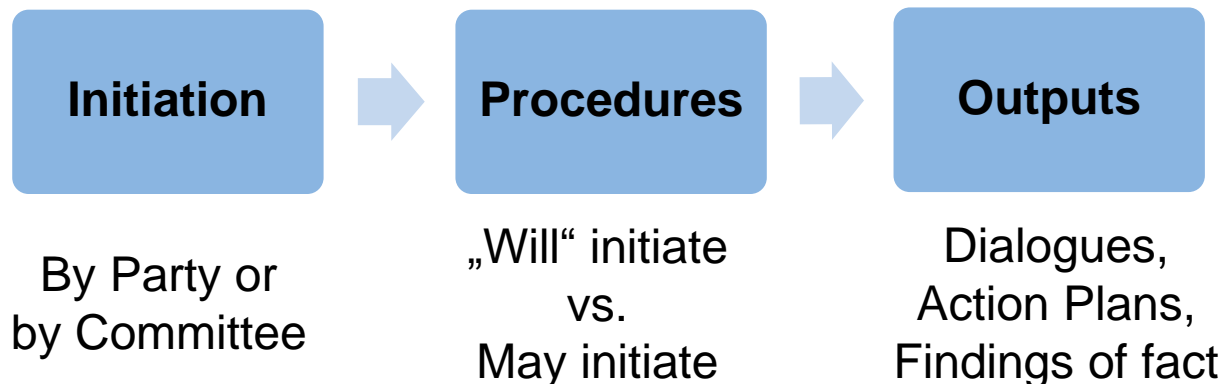 Initiation
Procedures
Outputs
By Party or
by Committee
„Will“ initiate
vs.
May initiate
Dialogues,
Action Plans,
Findings of fact